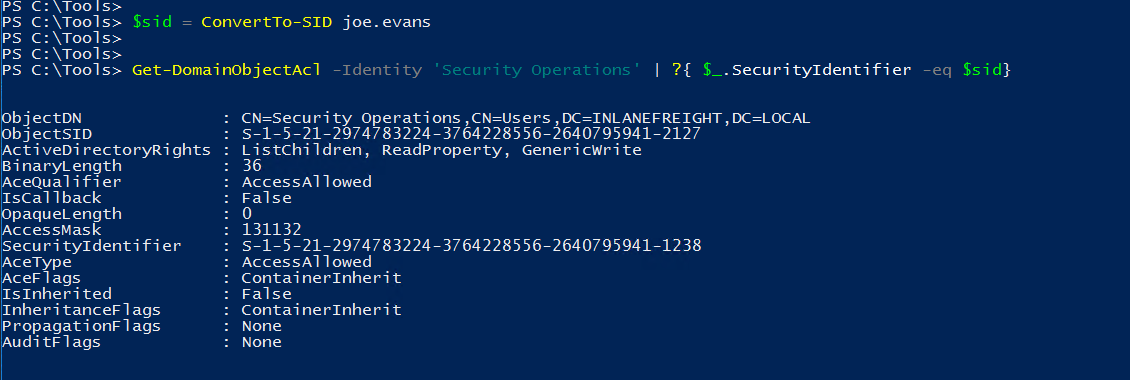 PS C:\Tools>
PS C:\Tools> $sid = ConvertTo-SID joe.evans
PS C:\Tools>
PS C:\Tools>
PS C:\Tools> Get-DomainObjectAcl -Identity 'Security Operations' | ?{ $_.SecurityIdentifier -eq $sid}
ObjectDN : CN=Security Operations,CN=Users,DC=INLANEFREIGHT,DC=LOCAL
ObjectSID : S-1-5-21-2974783224-3764228556-2640795941-2127
ActiveDirectoryRights : ListChildren, ReadProperty, GenericWrite
BinaryLength : 36
AceQualifier : AccessAllowed
IsCallback : False
OpaqueLength : 0
AccessMask : 131132
SecurityIdentifier : S-1-5-21-2974783224-3764228556-2640795941-1238
AceType : AccessAllowed
AceFlags : ContainerInherit
IsInherited : False
InheritanceFlags : ContainerInherit
PropagationFlags : None
AuditFlags : None